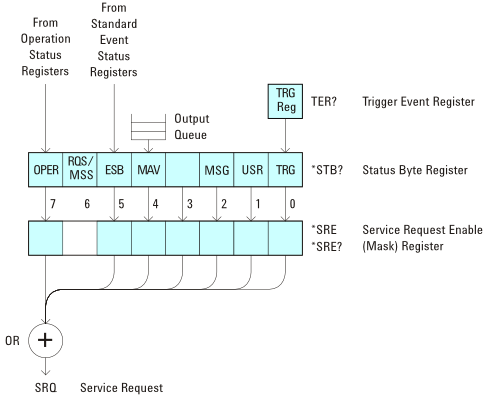 From
Operation
Status
Registers
From
Standard
Event
Status
Registers
Output
Queue
TRG
Reg
TER? Trigger Event Register
OPER RQS/ MSS ESB MAV MSG USR TRG
*STB? Status Byte Register
7 6 5 4 3 2 1 0
*SRE Service Request Enable
*SRE? (Mask) Register
OR +
SRQ Service Request